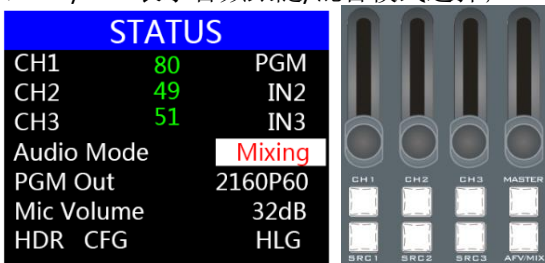 STATUS
CH1 80 PGM
CH2 49 IN2
CH3 51 IN3
Audio Mode Mixing
PGM Out 2160P60
Mic Volume 32dB
HDR CFG HLG
CH1 CH2 CH3 MASTER
SRC1 SRC2 SRC3 AFV/MIX